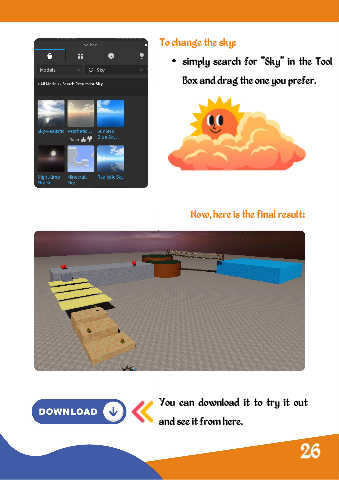 To change the sky:
• simply search for "Sky" in the Tool
Box and drag the one you prefer.
Models
Sky
Now, here is the final result:
DOWNLOAD
You can download it to try it out
and see it from here.
26